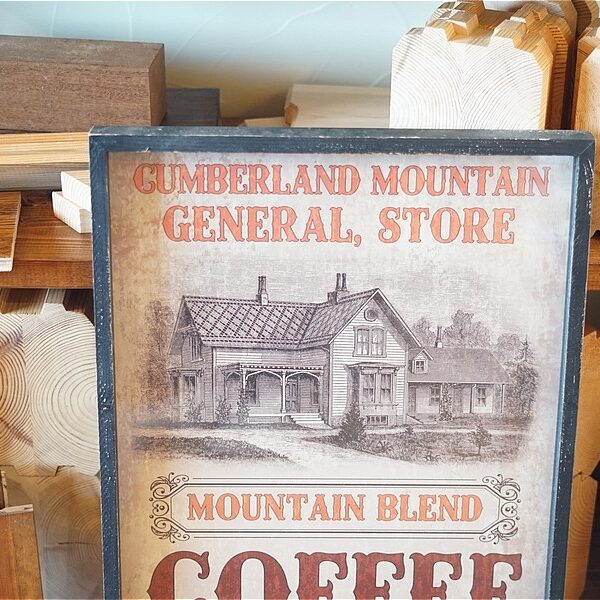 CUMBERLAND MOUNTAIN
GENERAL, STORE
MOUNTAIN BLEND
COFFEE